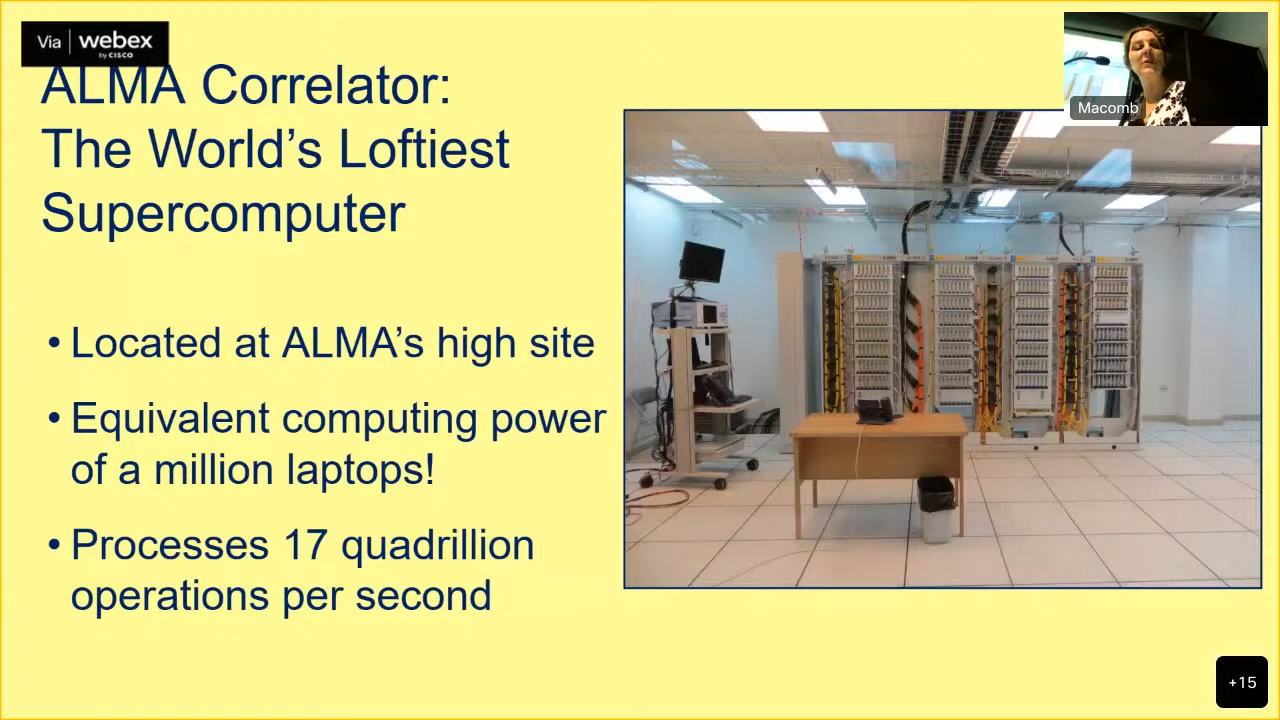 Via | webex
by CISCO
ALMA Correlator:
The World's Loftiest
Supercomputer
• Located at ALMA's high site
• Equivalent computing power
of a million laptops!
• Processes 17 quadrillion
operations per second
Macomb
+15